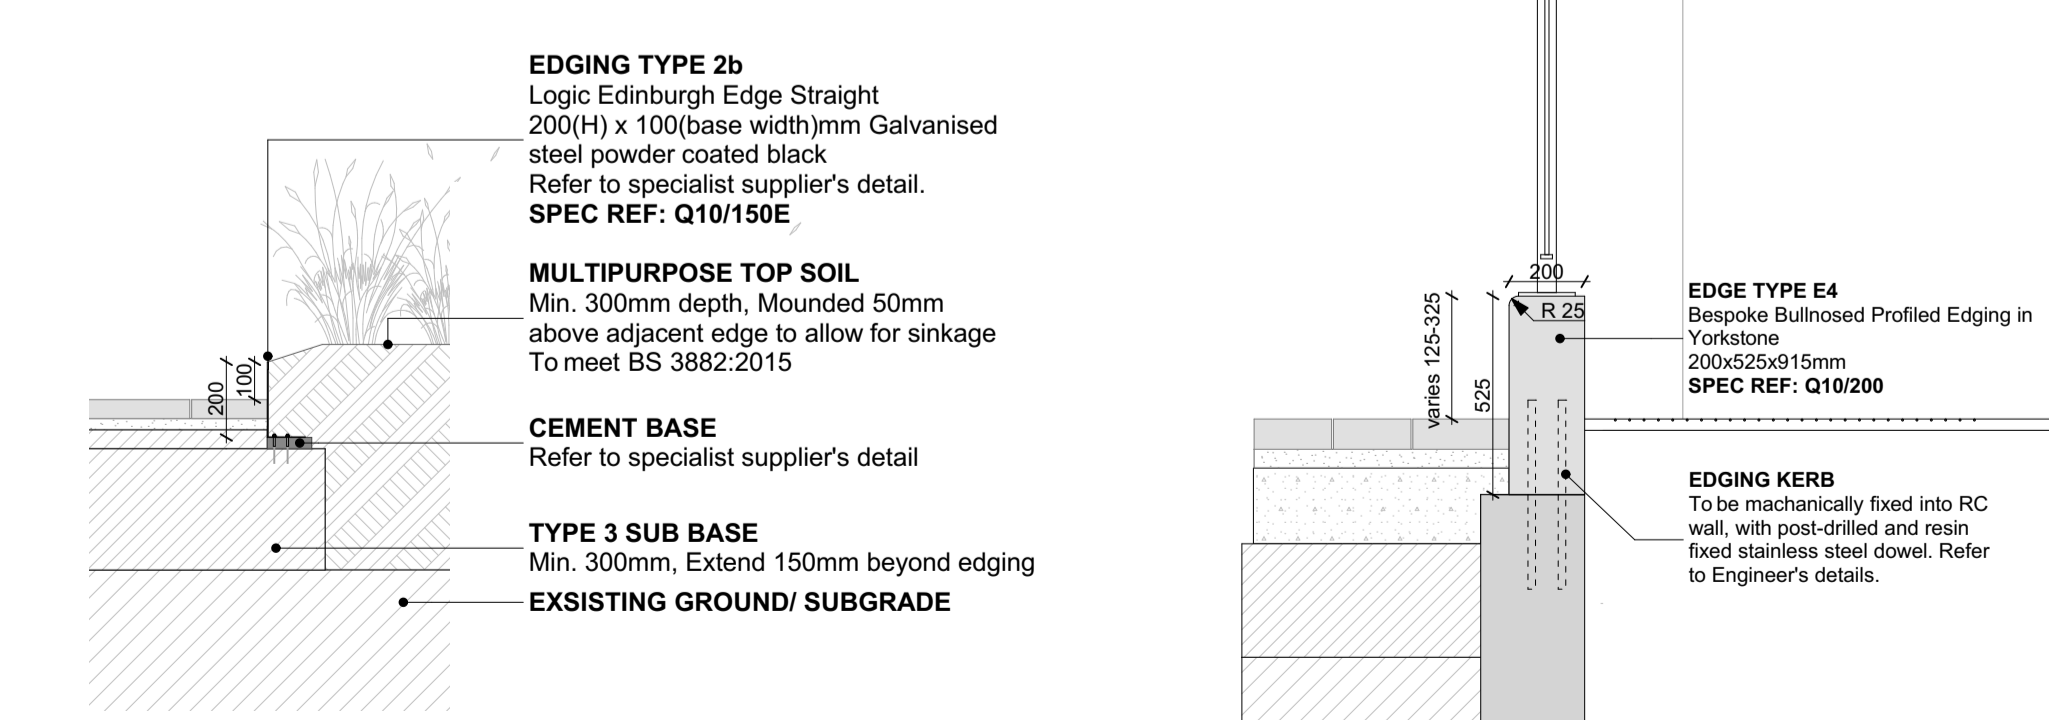 EDGING TYPE 2b
Logic Edinburgh Edge Straight
200(H) x 100(base width)mm Galvanised
steel powder coated black
Refer to specialist supplier's detail.
SPEC REF: Q10/150E
MULTIPURPOSE TOP SOIL
Min. 300mm depth, Mounded 50mm
above adjacent edge to allow for sinkage
To meet BS 3882:2015
200
100
CEMENT BASE
Refer to specialist supplier's detail
TYPE 3 SUB BASE
Min. 300mm, Extend 150mm beyond edging
EXSISTING GROUND/ SUBGRADE
200
R 25
varies 125-325
525
EDGE TYPE E4
Bespoke Bullnosed Profiled Edging in
Yorkstone
200x525x915mm
SPEC REF: Q10/200
EDGING KERB
To be machanically fixed into RC
wall, with post-drilled and resin
fixed stainless steel dowel. Refer
to Engineer's details.